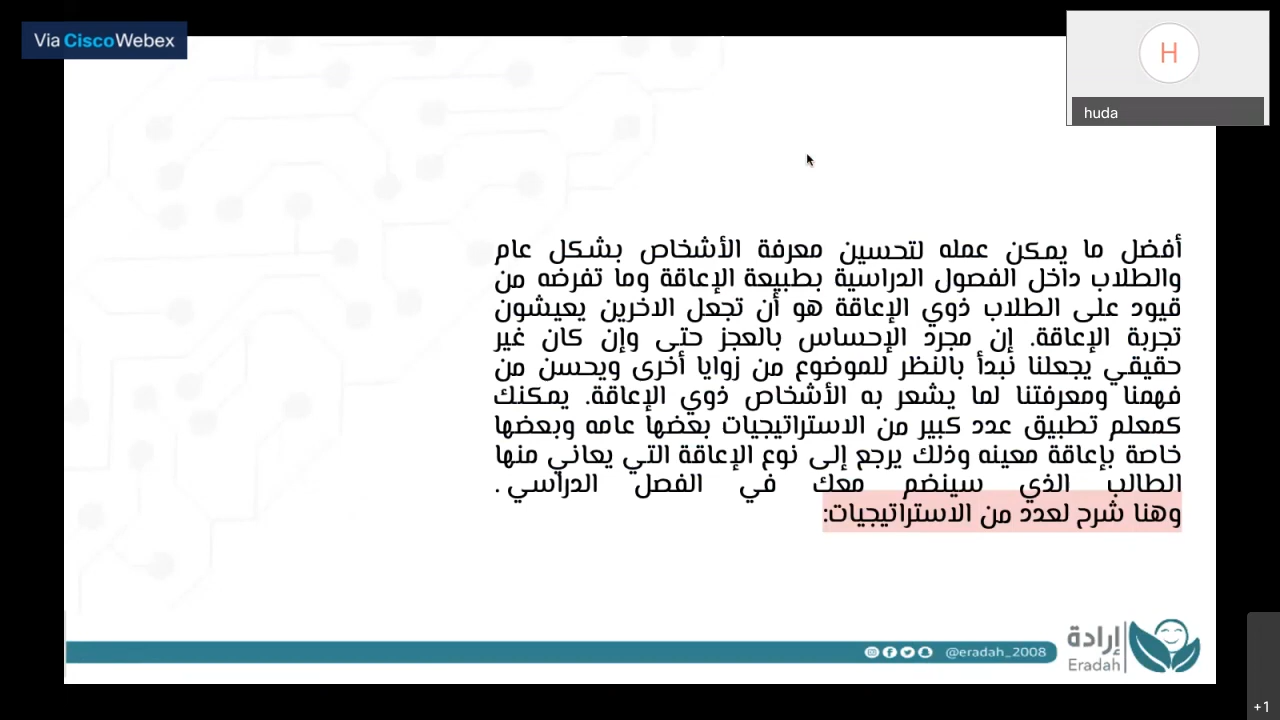 Via Cisco Webex
H
huda
أفضل ما يمكن عمله لتحسين معرفة الأشخاص بشكل عام
والطلاب داخل الفصول الدراسية بطبيعة الإعاقة وما تفرضه من
قيود على الطلاب ذوي الإعاقة هو أن تجعل الاخرين يعيشون
تجربة الإعاقة. إن مجرد الإحساس بالعجز حتى وإن كان غير
حقيقي يجعلنا نبدأ بالنظر للموضوع من زوايا أخرى ويحسن من
فهمنا ومعرفتنا لما يشعر به الأشخاص ذوي الإعاقة. يمكنك
كمعلم تطبيق عدد كبير من الاستراتيجيات بعضها عامه وبعضها
خاصة بإعاقة معينه وذلك يرجع إلى نوع الإعاقة التي يعاني منها
الطالب الذي سينضم معك في الفصل الدراسي .
وهنا شرح لعدد من الاستراتيجيات:
@eradah_2008
إرادة
Eradah
+1